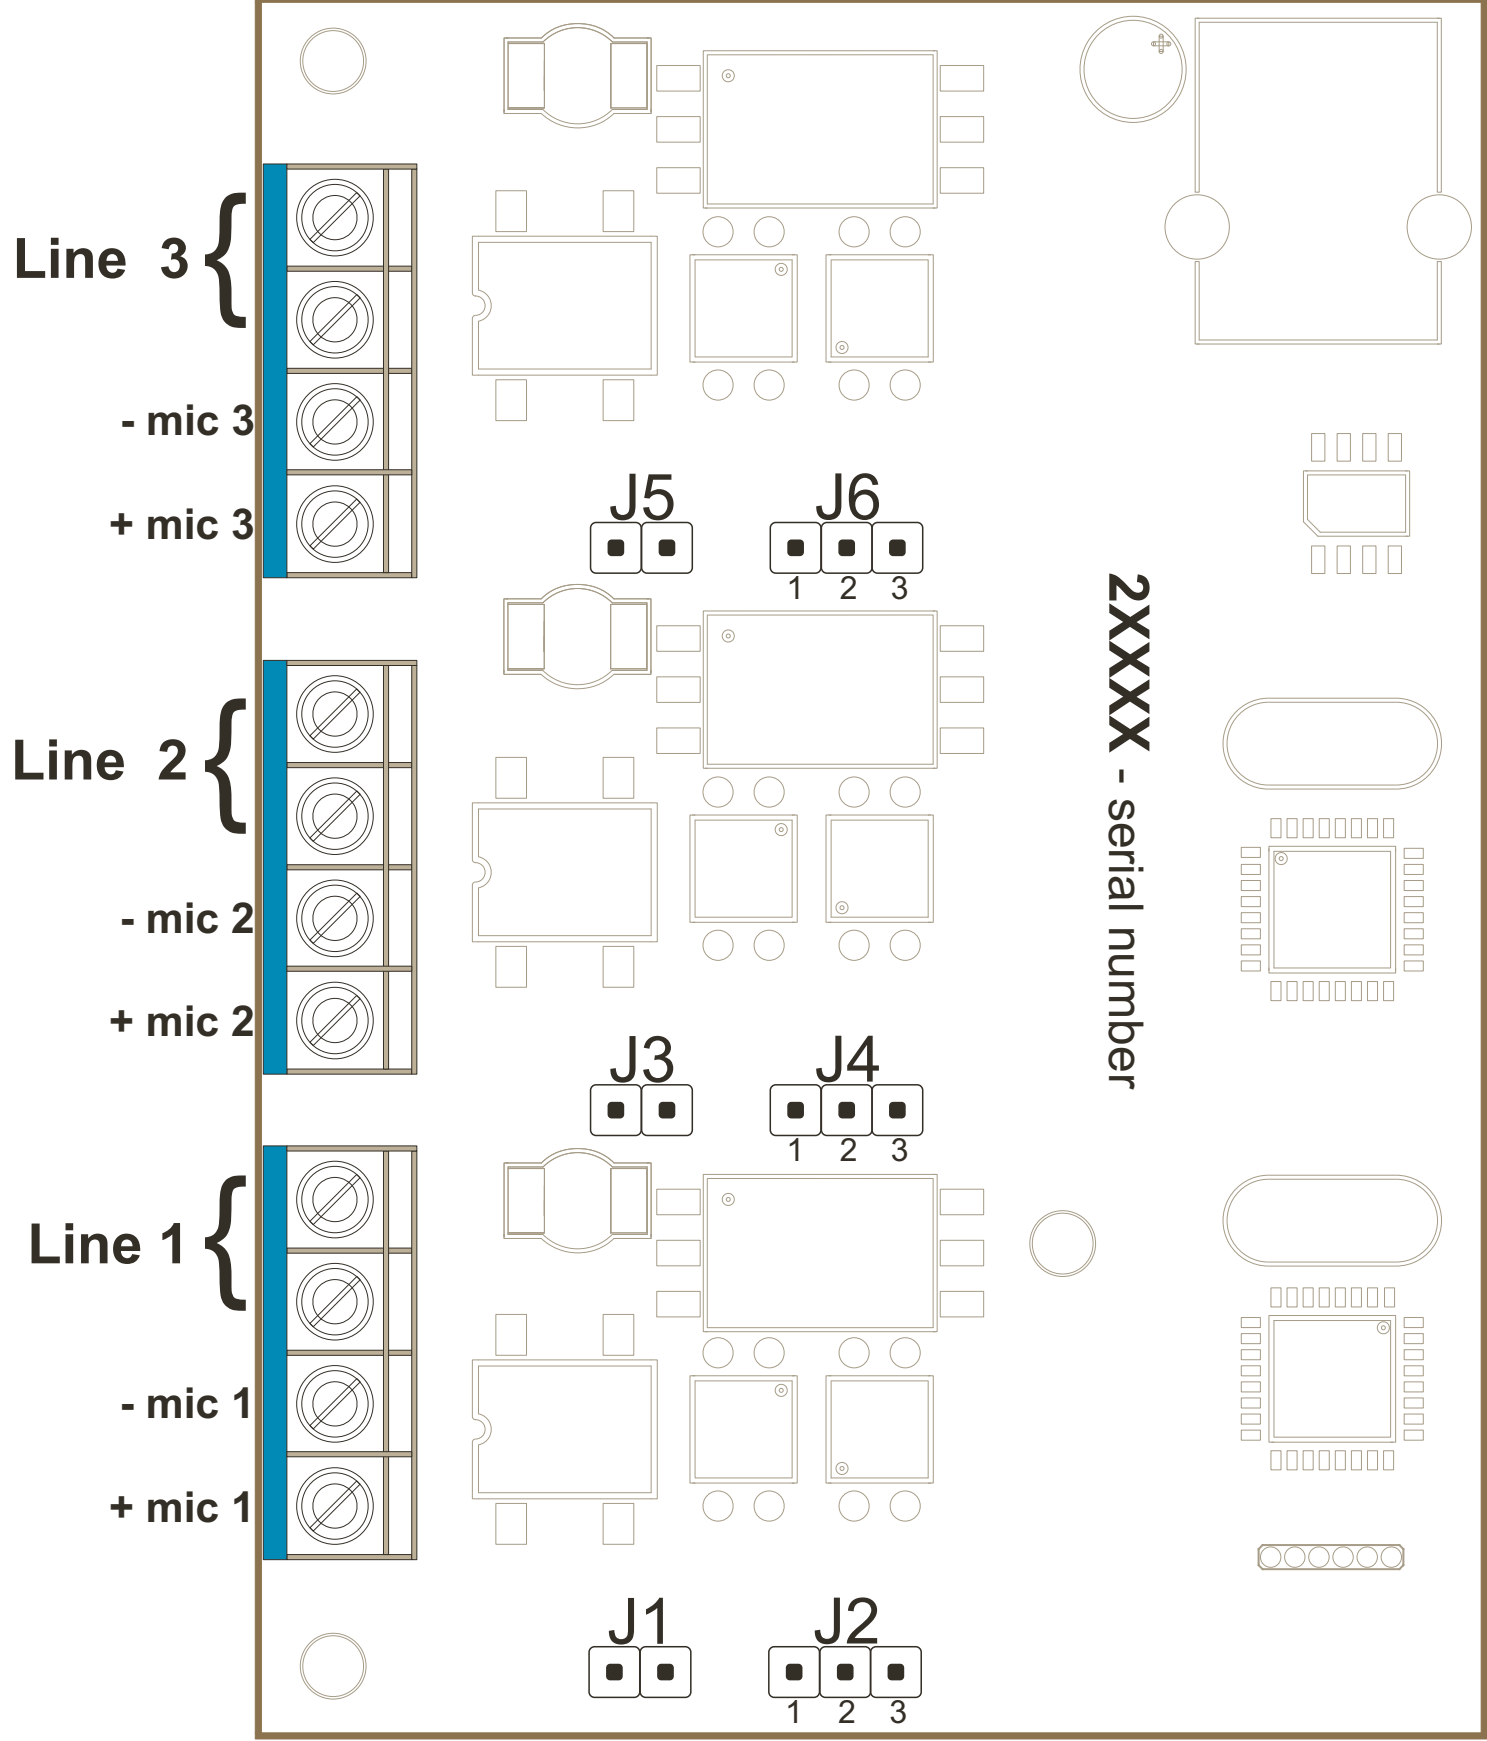 Line 3
- mic 3
+ mic 3
J5
J6
1 2 3
2XXXX - serial number
Line 2
- mic 2
+ mic 2
J3
J4
1 2 3
Line 1
- mic 1
+ mic 1
J1
J2
1 2 3